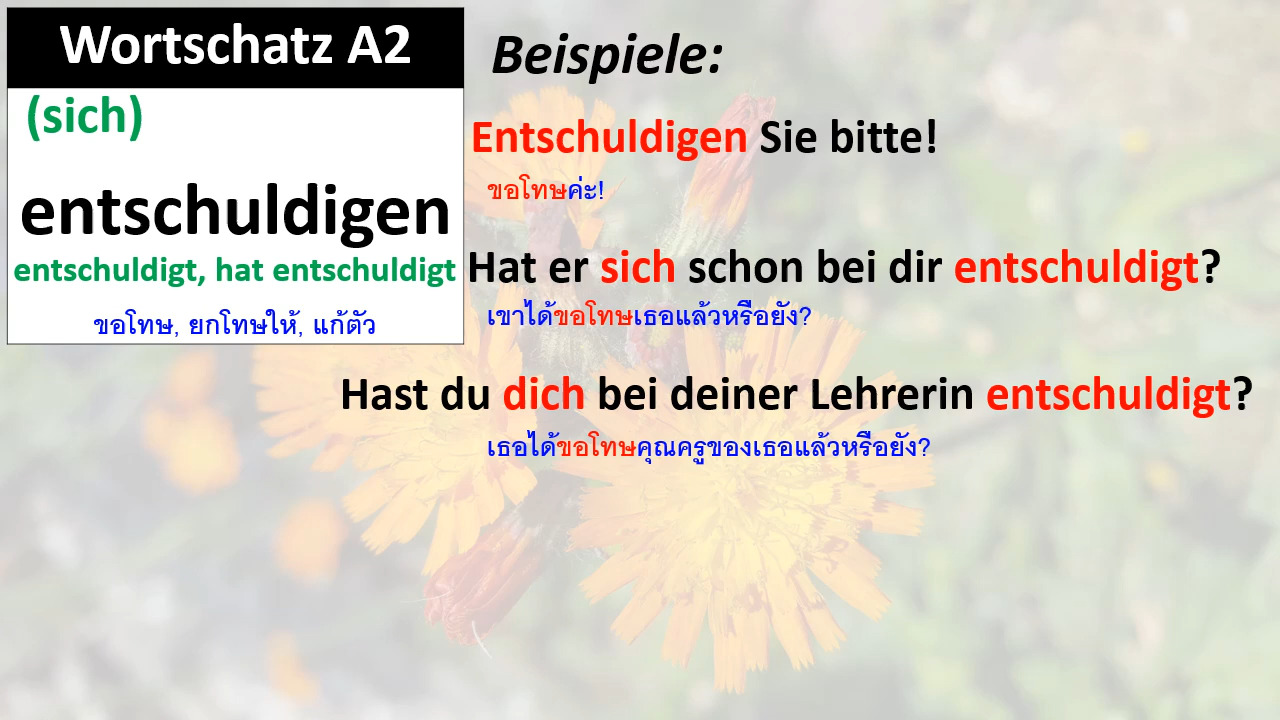 Wortschatz A2
(sich)
entschuldigen
entschuldigt, hat entschuldigt
ขอโทษ, ยกโทษให้, แก้ตัว
Beispiele:
Entschuldigen Sie bitte!
ขอโทษค่ะ!
Hat er sich schon bei dir entschuldigt?
เขาได้ขอโทษเธอแล้วหรือยัง?
Hast du dich bei deiner Lehrerin entschuldigt?
เธอได้ขอโทษคุณครูของเธอแล้วหรือยัง?